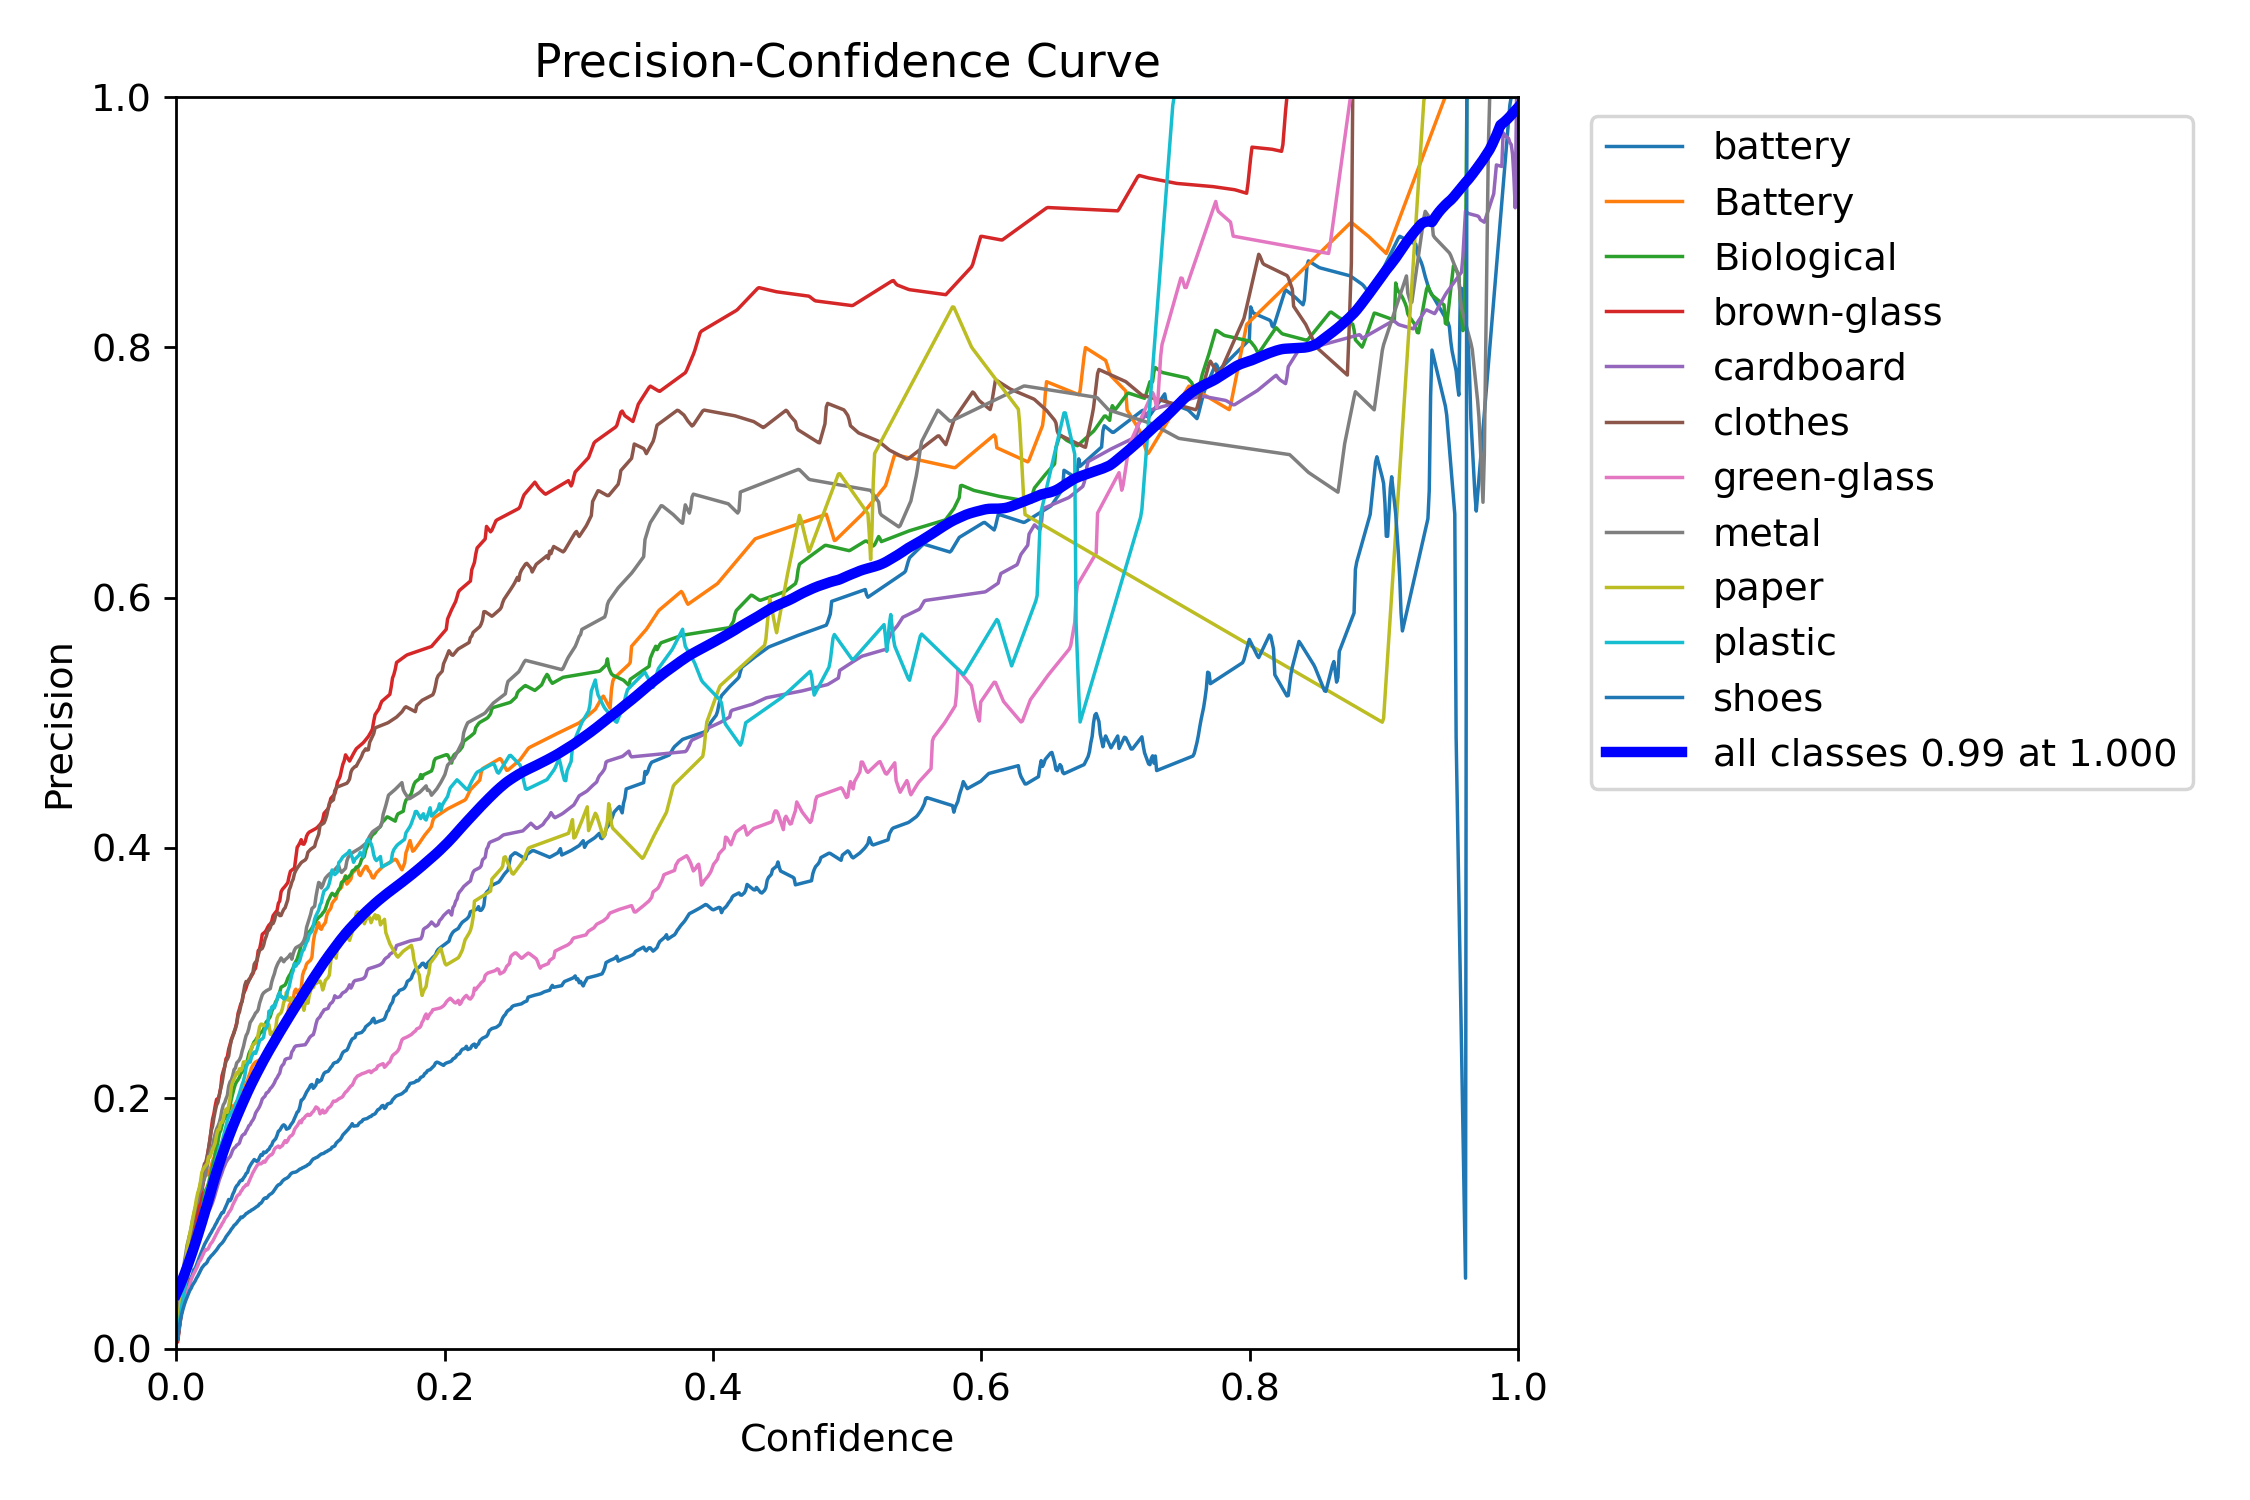 Precision-Confidence Curve
1.0
0.8
0.6
0.4
0.2
0.0
Precision
0.0 0.2 0.4 0.6 0.8 1.0
Confidence
battery
Battery
Biological
brown-glass
cardboard
clothes
green-glass
metal
paper
plastic
shoes
all classes 0.99 at 1.000